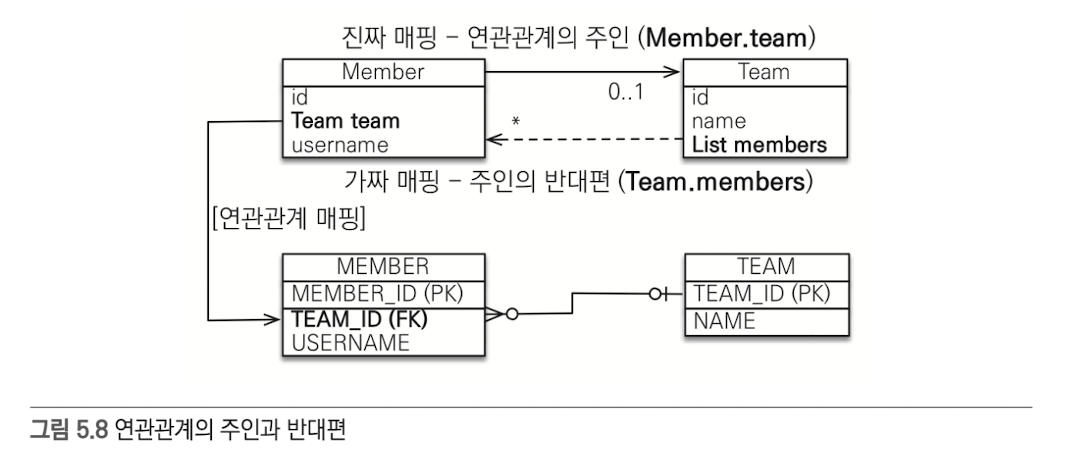 진짜 매핑 - 연관관계의 주인 (Member.team)
Member
id
Team team
username
0..1
*
Team
id
name
List members
가짜 매핑 - 주인의 반대편 (Team.members)
[연관관계 매핑]
MEMBER
MEMBER_ID (PK)
TEAM_ID (FK)
USERNAME
TEAM
TEAM_ID (PK)
NAME
그림 5.8 연관관계의 주인과 반대편